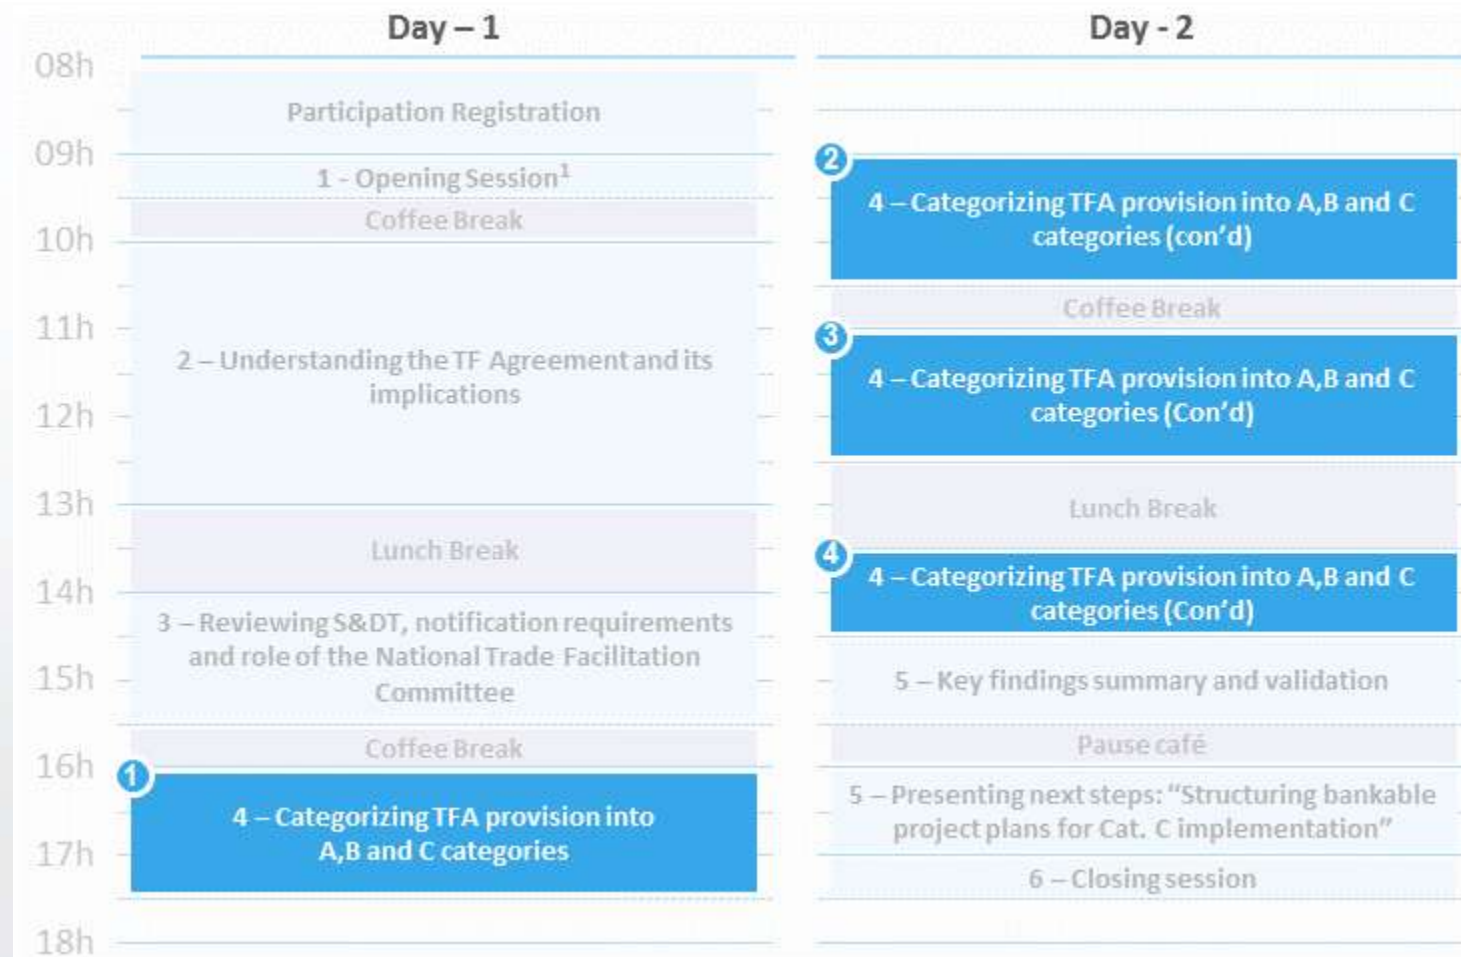 Day – 1
08h
Participation Registration
09h
1 - Opening Session¹
Coffee Break
10h
11h
2 – Understanding the TF Agreement and its
implications
12h
13h
Lunch Break
14h
3 – Reviewing S&DT, notification requirements
and role of the National Trade Facilitation
15h
Committee
Coffee Break
16h
1
4 – Categorizing TFA provision into
A,B and C categories
17h
18h
Day - 2
2
4 – Categorizing TFA provision into A,B and C
categories (con’d)
Coffee Break
3
4 – Categorizing TFA provision into A,B and C
categories (Con’d)
Lunch Break
4
4 – Categorizing TFA provision into A,B and C
categories (Con’d)
5 – Key findings summary and validation
Pause café
5 – Presenting next steps: “Structuring bankable
project plans for Cat. C implementation”
6 – Closing session